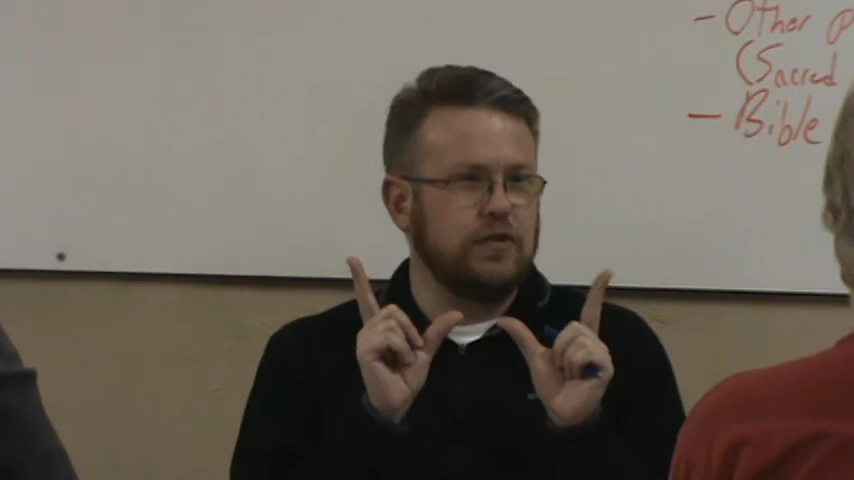 - Other
(Sacred
- Bible